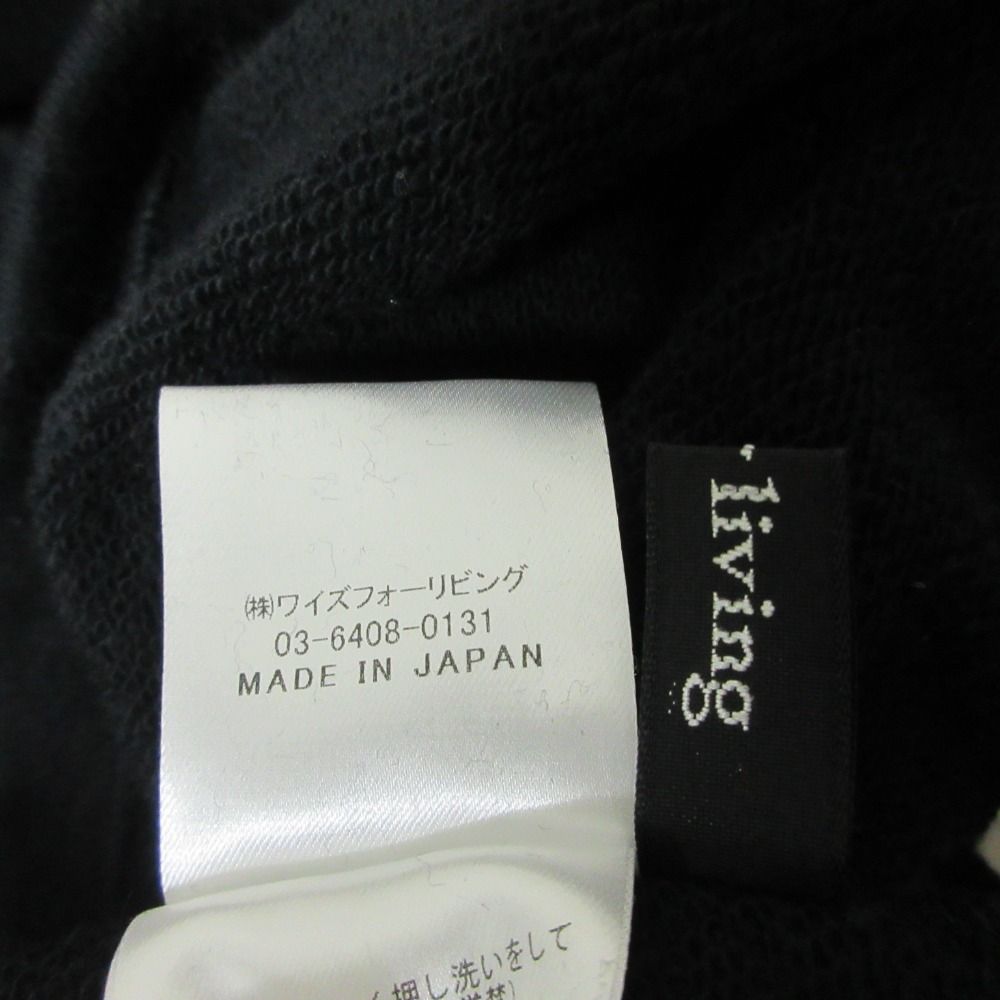 ㈱ワイズフォーリビング
03-6408-0131
MADE IN JAPAN
living
押し洗いをして